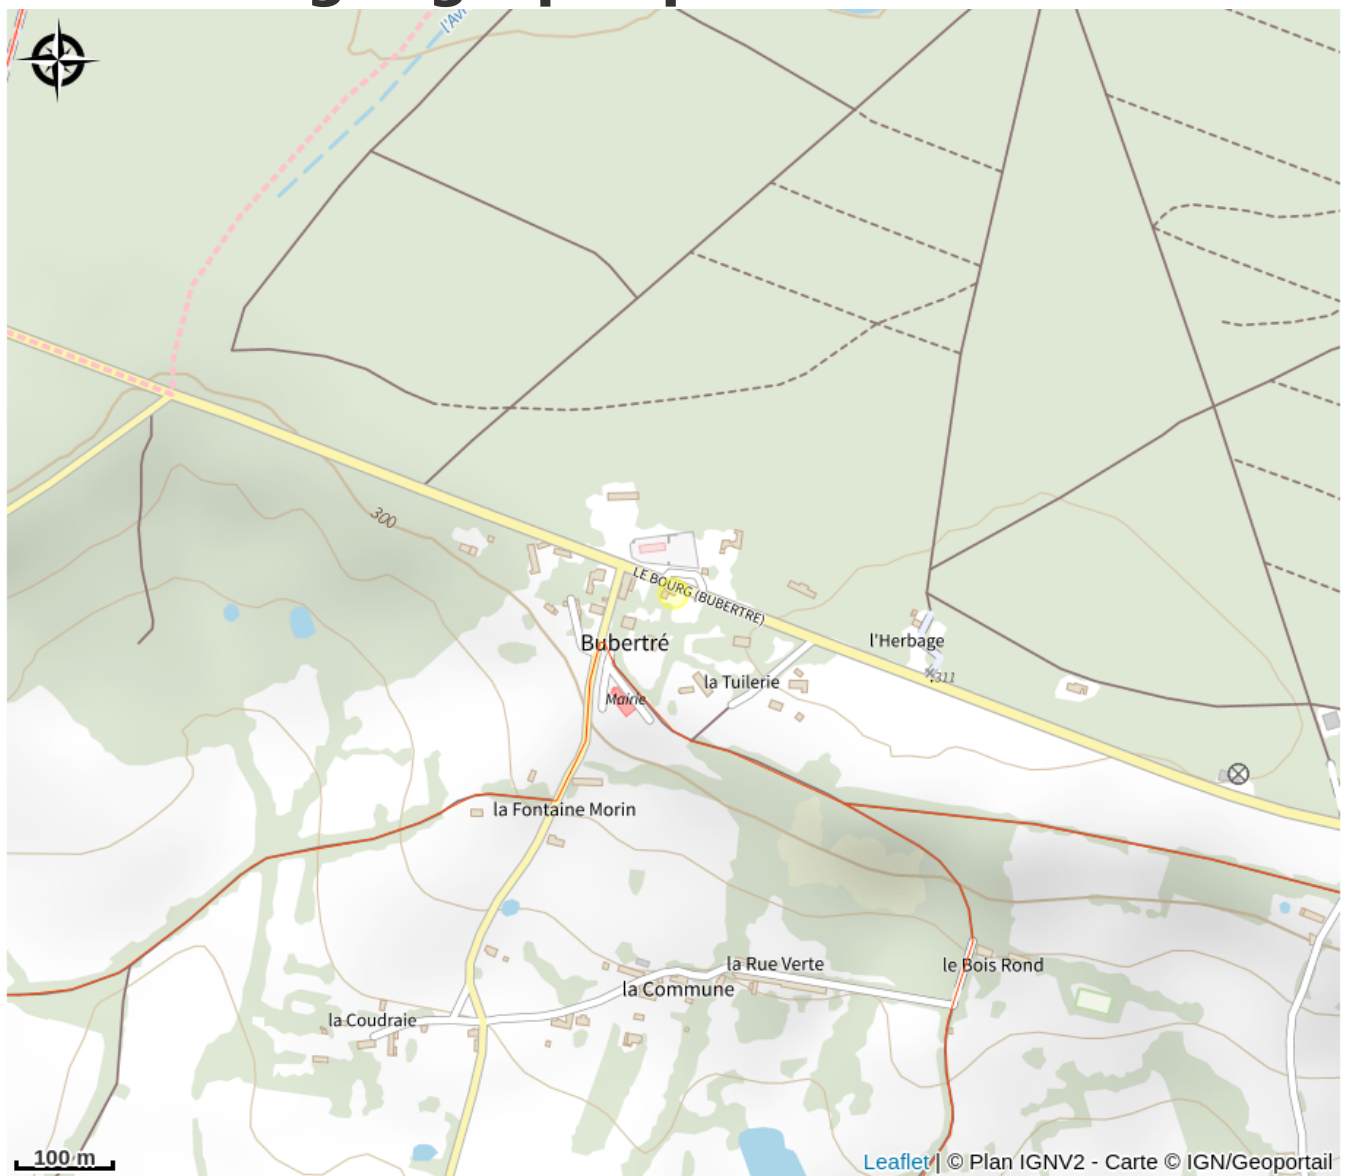 l'Avr
300
LE BOURG (BUBERTRE)
Bubertré
l'Herbage
311
la Tuilerie
Mairie
la Fontaine Morin
la Rue Verte
le Bois Rond
la Commune
la Coudraie
100 m
Leaflet | © Plan IGNV2 - Carte © IGN/Geoportail